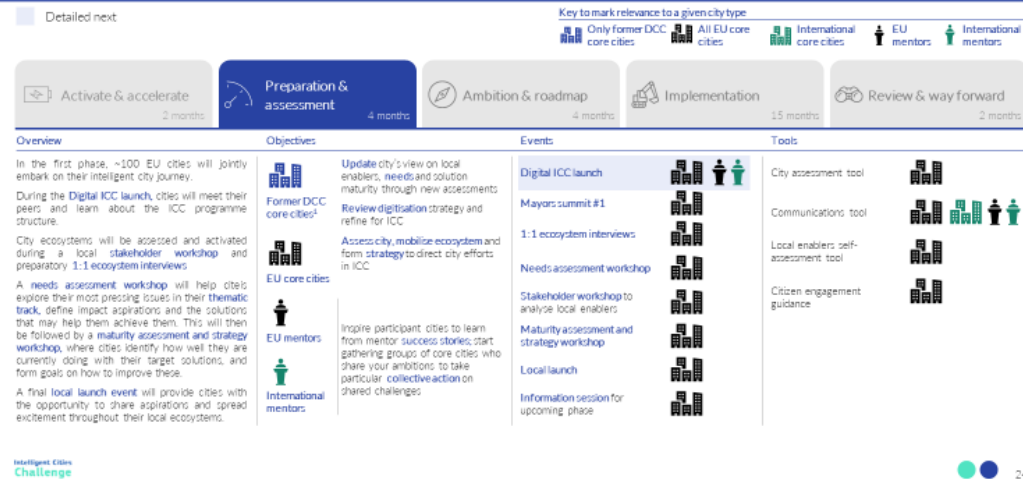 Detailed next
Key to mark relevance to a given city type
Only former DCC
core cities
All EU core
cities
International
core cities
EU
mentors
International
mentors
Activate & accelerate
2 months
Preparation &
assessment
4 months
Ambition & roadmap
4 months
Implementation
15 months
Review & way forward
2 months
Overview
In the first phase, ~100 EU cities will jointly
embark on their intelligent city journey.
During the Digital ICC launch, cities will meet their
peers and learn about the ICC programme
structure.
City ecosystems will be assessed and activated
during a local stakeholder workshop and
preparatory 1:1 ecosystem interviews
A needs assessment workshop will help citeis
explore their most pressing issues in their thematic
track, define impact aspirations and the solutions
that may help them achieve them. This will then
be followed by a maturity assessment and strategy
workshop, where cities identify how well they are
currently doing with their target solutions, and
form goals on how to improve these.
A final local launch event will provide cities with
the opportunity to share aspirations and spread
excitement throughout their local ecosystems.
Objectives
Former DCC
core cities¹
EU core cities
Update city's view on local
enablers, needs and solution
maturity through new assessments
Review digitisation strategy and
refine for ICC
Assess city, mobilise ecosystem and
form strategy to direct city efforts
in ICC
EU mentors
International
mentors
Inspire participant cities to learn
from mentor success stories; start
gathering groups of core cities who
share your ambitions to take
particular collective action on
shared challenges
Events
Digital ICC launch
Mayors summit #1
1:1 ecosystem interviews
Needs assessment workshop
Stakeholder workshop to
analyse local enablers
Maturity assessment and
strategy workshop
Local launch
Information session for
upcoming phase
Tools
City assessment tool
Communications tool
Local enablers self-
assessment tool
Citizen engagement
guidance
Intelligent Cities
Challenge